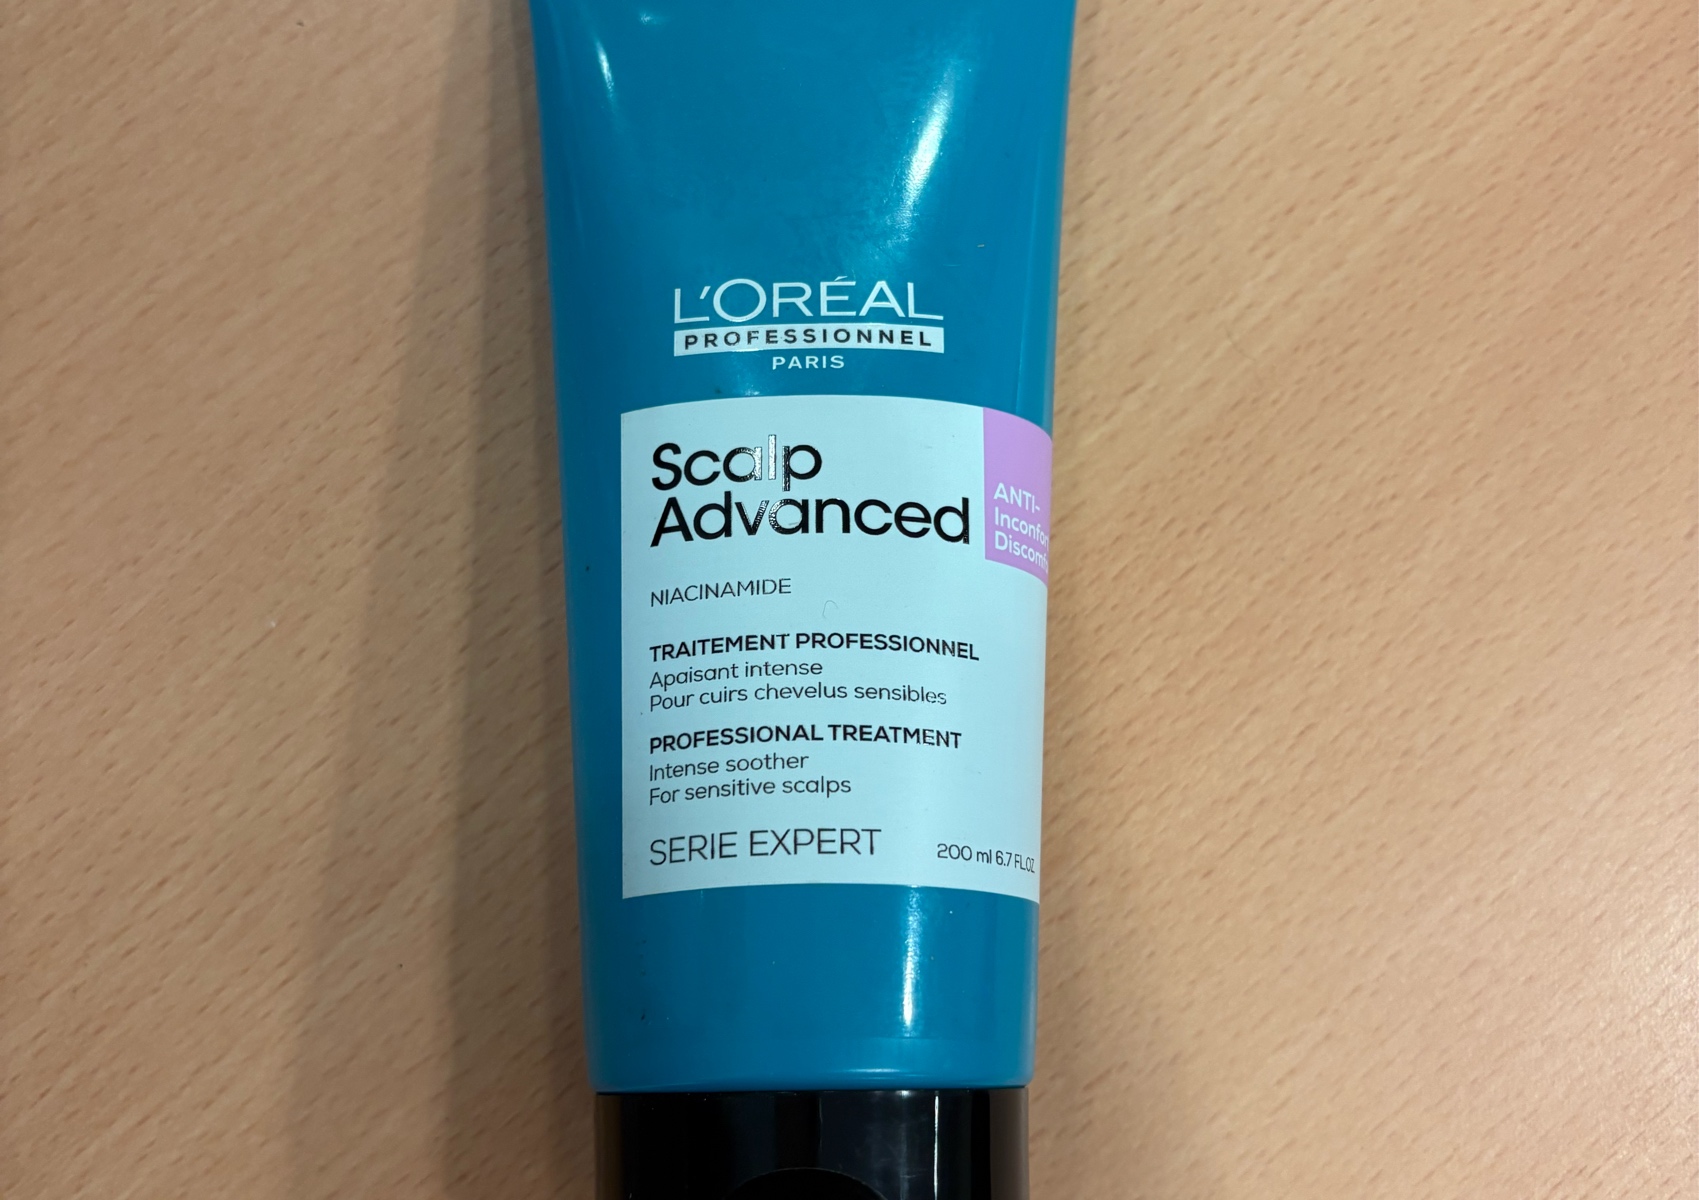 L'ORÉAL
PROFESSIONNEL
PARIS
Scalp
Advanced
ANTI-
NIACINAMIDE
TRAITEMENT PROFESSIONNEL
Apaisant intense
Pour cuirs chevelus sensibles
PROFESSIONAL TREATMENT
Intense soother
For sensitive scalps
SERIE EXPERT
200 ml 6.7 FL.OZ